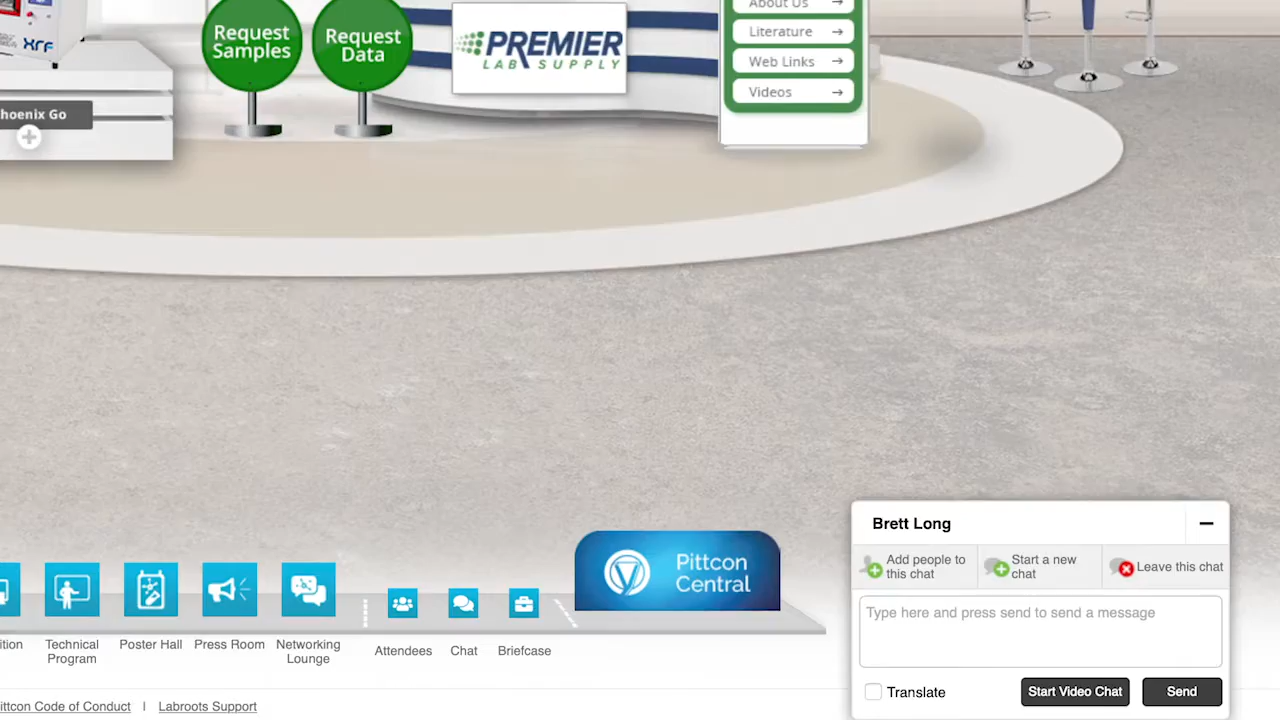 XRF
Request
Samples
Request
Data
PREMIER
LAB SUPPLY
About Us
Literature
Web Links
Videos
hoenix Go
Brett Long
Add people to
this chat
Start a new
chat
Leave this chat
Type here and press send to send a message
Translate
Start Video Chat
Send
Pittcon
Central
ition
Technical
Program
Poster Hall
Press Room
Networking
Lounge
Attendees
Chat
Briefcase
ittcon Code of Conduct
|
Labroots Support